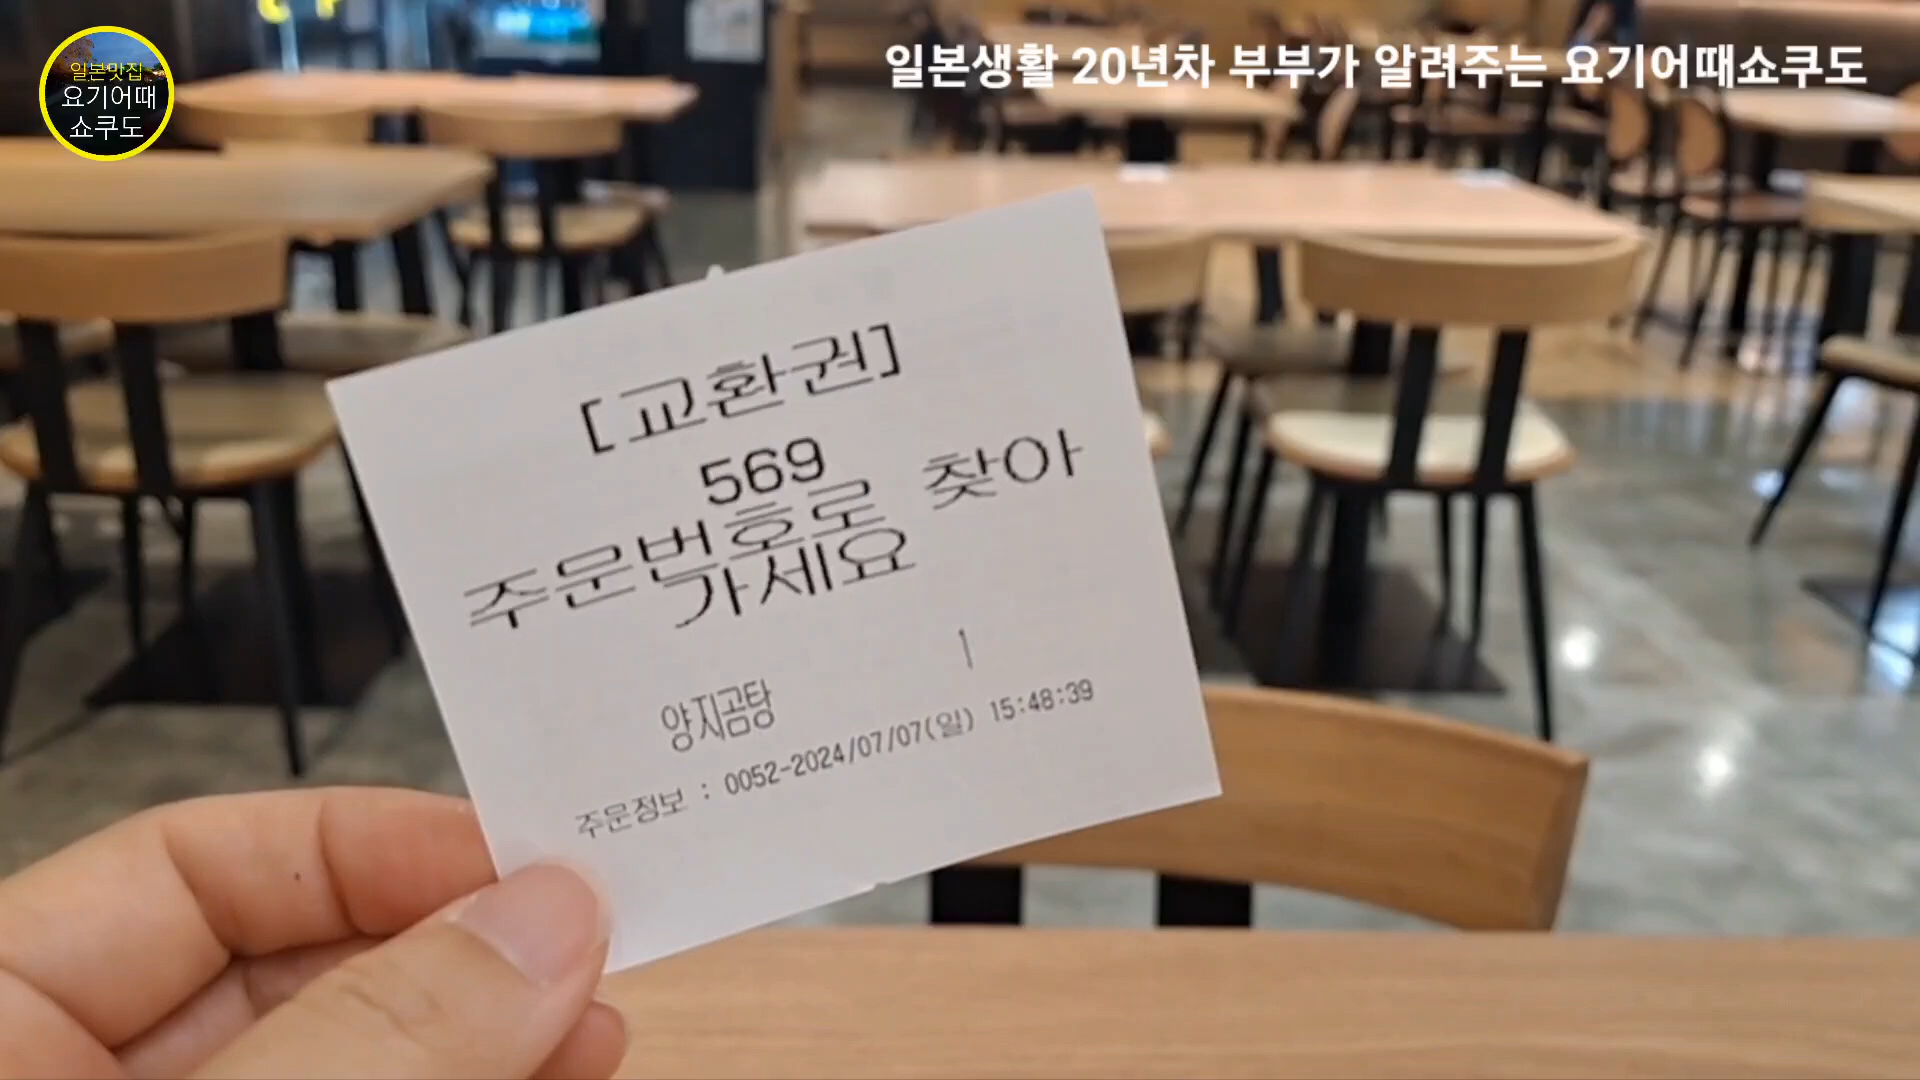 일본맛집
요기어때
쇼쿠도
일본생활 20년차 부부가 알려주는 요기어때쇼쿠도
[교환권]
569
주문번호로 찾아
가세요
양지곰탕 1
주문정보 : 0052-2024/07/07(일) 15:48:39